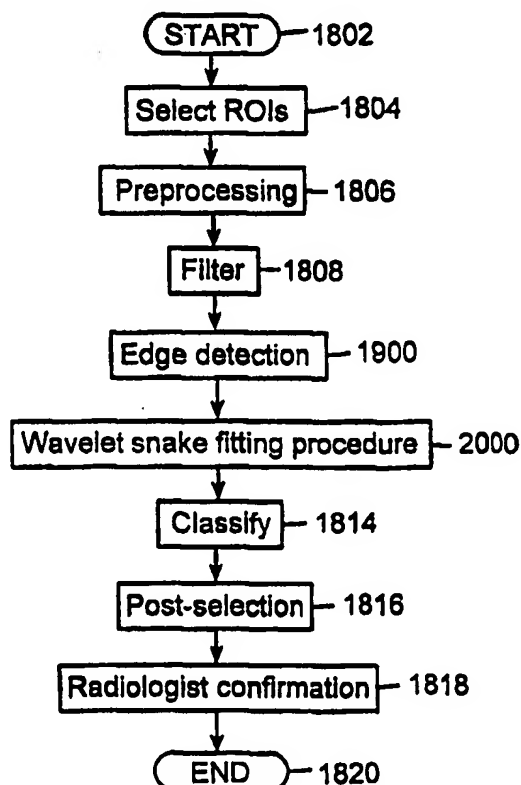 START 1802
Select ROIs 1804
Preprocessing 1806
Filter 1808
Edge detection 1900
Wavelet snake fitting procedure 2000
Classify 1814
Post-selection 1816
Radiologist confirmation 1818
END 1820